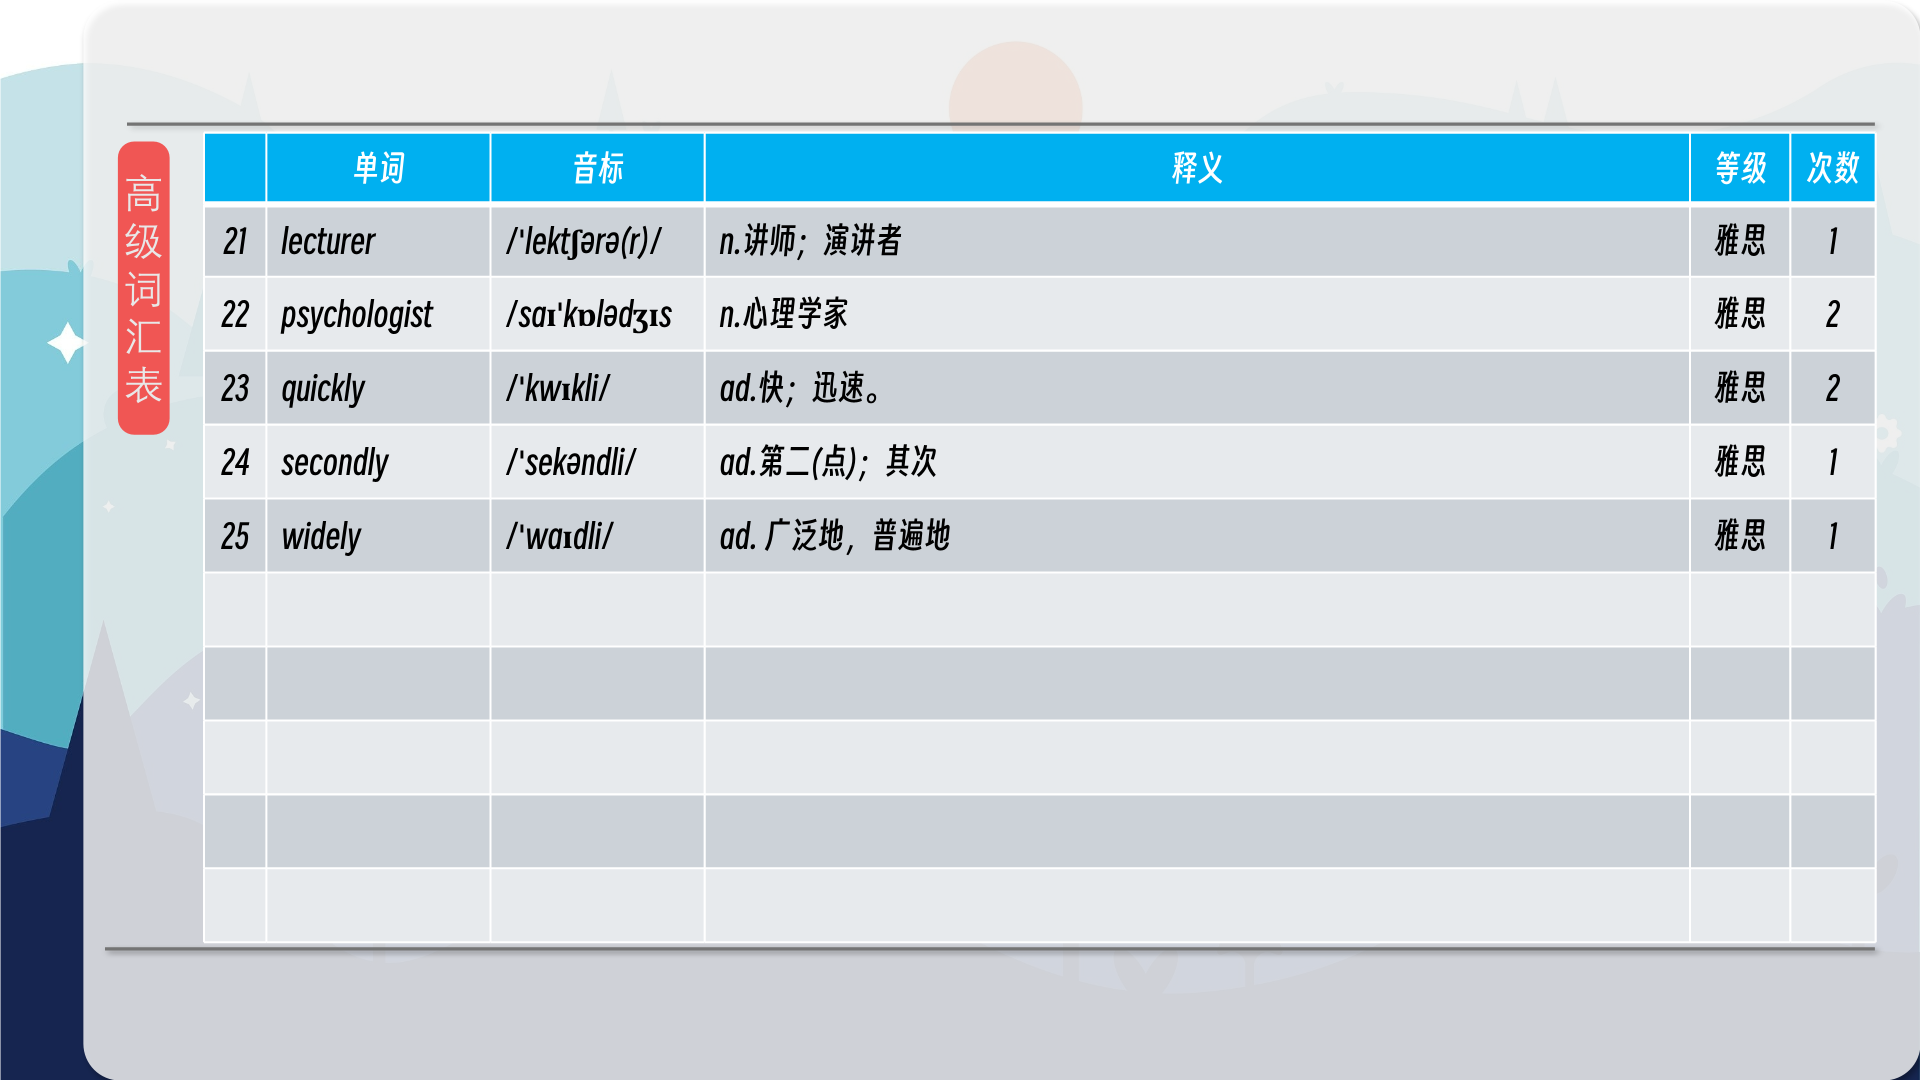 高级词汇表
单词 音标 释义 等级 次数
21 lecturer /ˈlektʃərə(r)/ n.讲师；演讲者 雅思 1
22 psychologist /saɪˈkɒlədʒɪs n.心理学家 雅思 2
23 quickly /ˈkwɪkli/ ad.快；迅速。 雅思 2
24 secondly /ˈsekəndli/ ad.第二(点)；其次 雅思 1
25 widely /ˈwaɪdli/ ad. 广泛地，普遍地 雅思 1